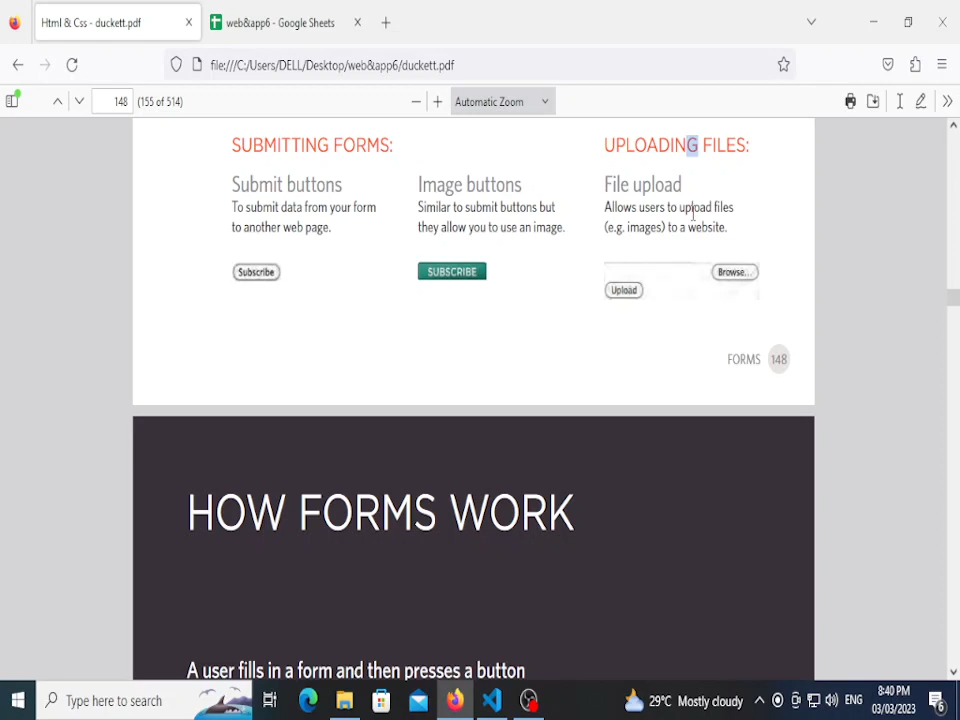 Html & Css - duckett.pdf
web&app6 - Google Sheets
file:///C:/Users/DELL/Desktop/web&app6/duckett.pdf
148
(155 of 514)
Automatic Zoom
SUBMITTING FORMS:
UPLOADING FILES:
Submit buttons
Image buttons
File upload
To submit data from your form
to another web page.
Similar to submit buttons but
they allow you to use an image.
Allows users to upload files
(e.g. images) to a website.
Subscribe
SUBSCRIBE
Browse...
Upload
FORMS 148
HOW FORMS WORK
A user fills in a form and then presses a button
Type here to search
29°C Mostly cloudy
ENG
8:40 PM
03/03/2023
6